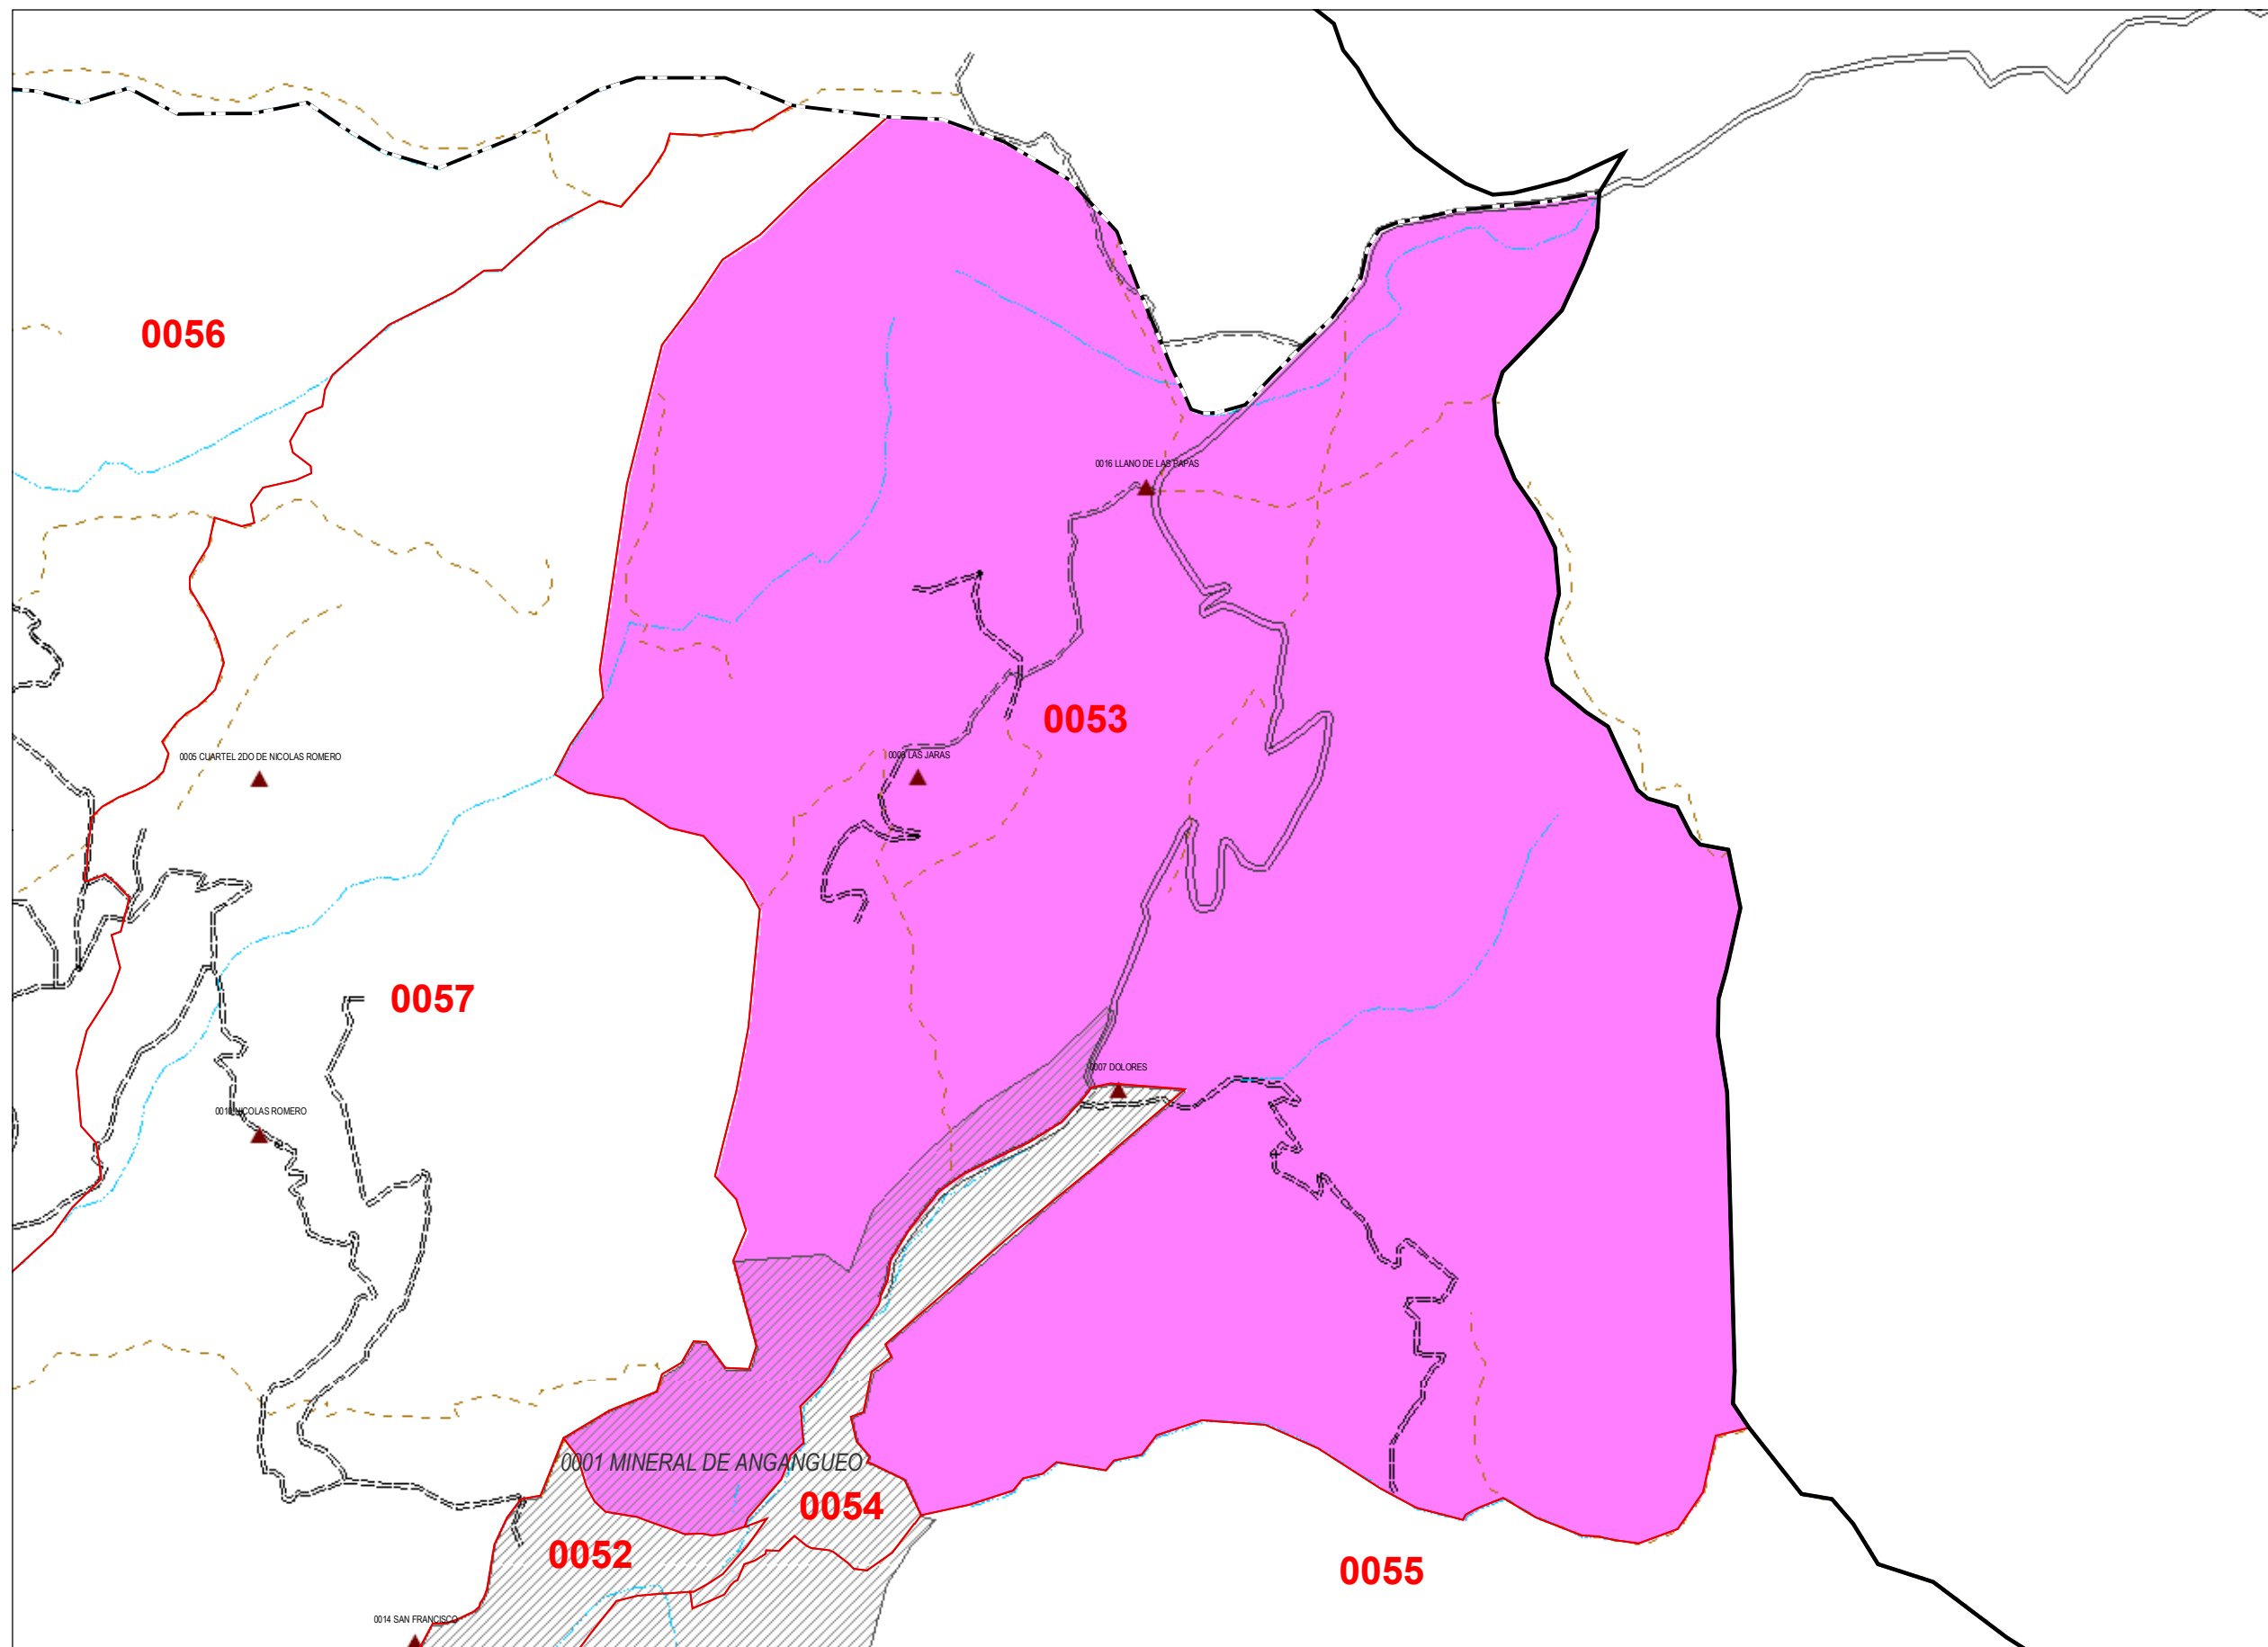 0056
0016 LLANO DE LAS PAPAS
0053
0005 CUARTEL 2DO DE NICOLAS ROMERO
LAS JARAS
0057
0007 DOLORES
NICOLAS ROMERO
0001 MINERAL DE ANGANGUEO
0054
0052
0055
0014 SAN FRANCISCO